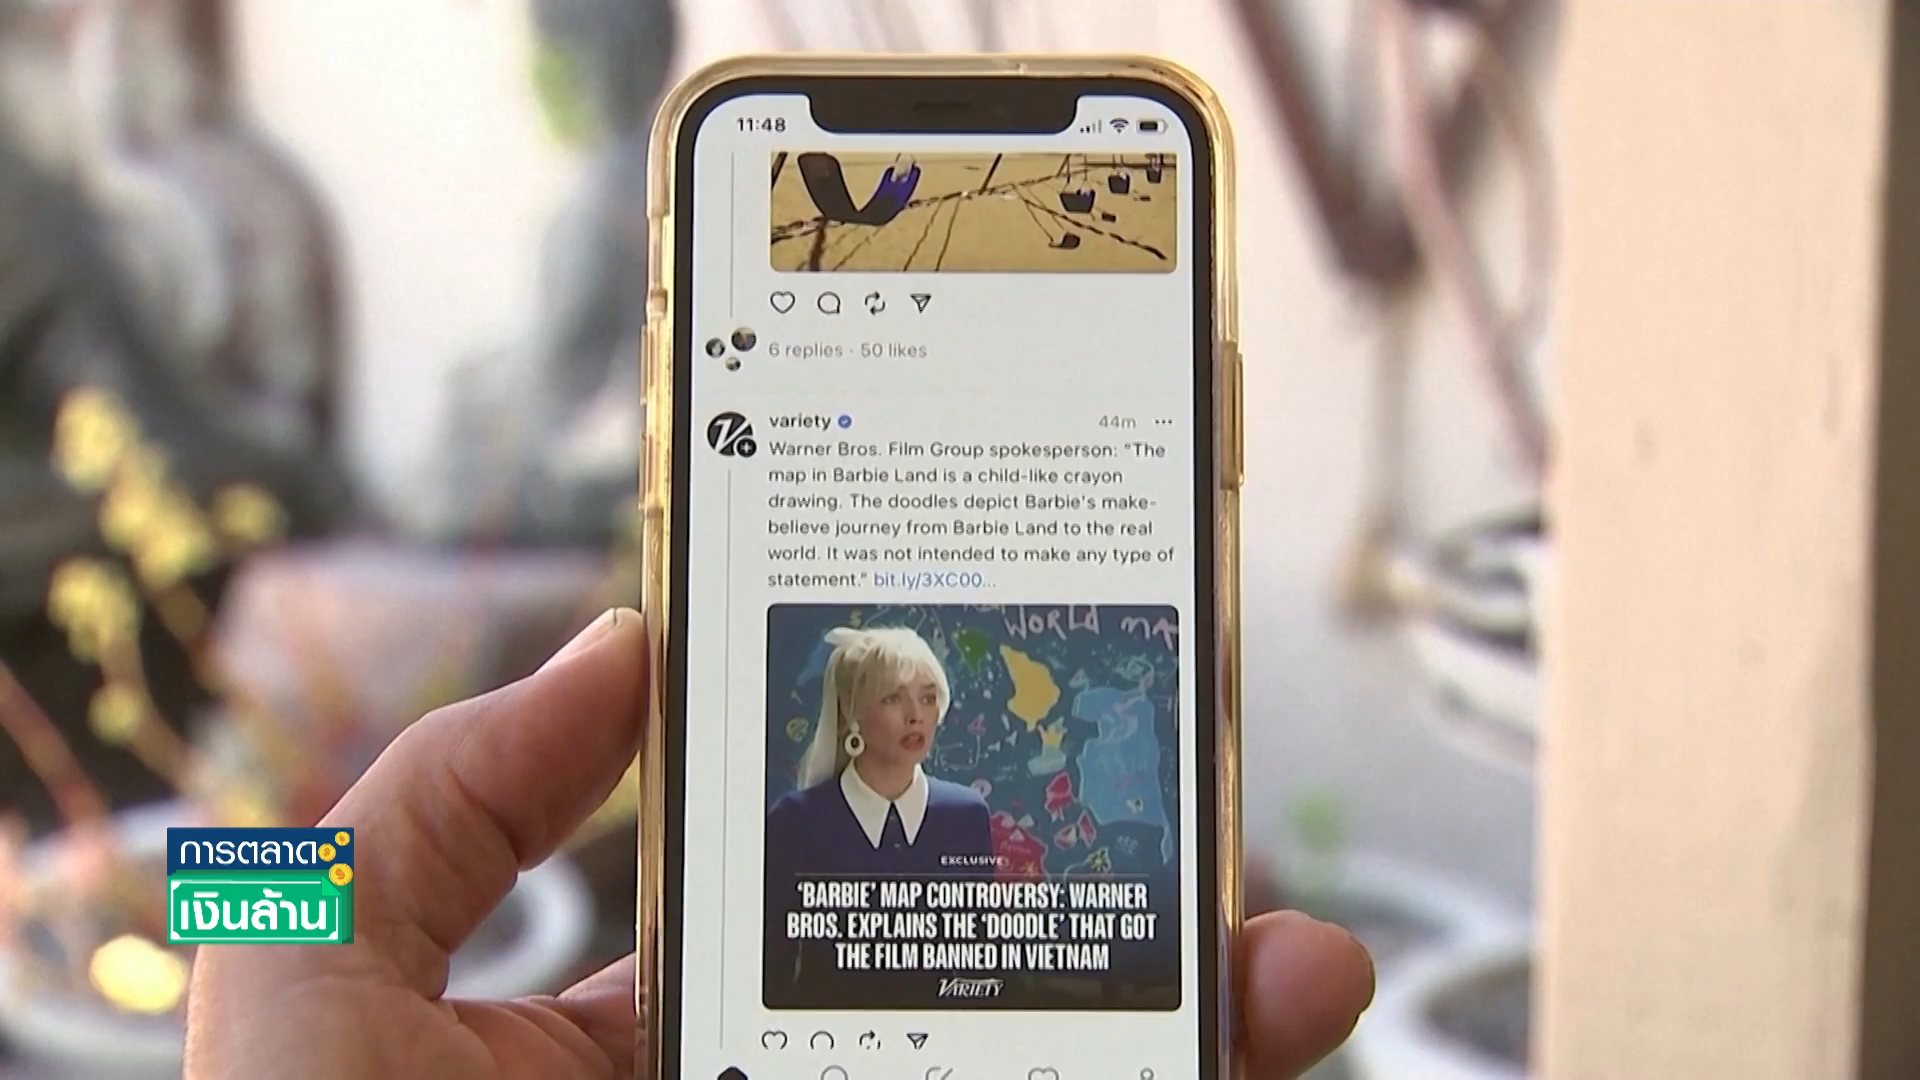 11:48
6 replies · 50 likes
variety
44m
Warner Bros. Film Group spokesperson: "The
map in Barbie Land is a child-like crayon
drawing. The doodles depict Barbie's make-
believe journey from Barbie Land to the real
world. It was not intended to make any type of
statement." bit.ly/3XC00...
WORLD MA
EXCLUSIVE
'BARBIE' MAP CONTROVERSY: WARNER
BROS. EXPLAINS THE 'DOODLE' THAT GOT
THE FILM BANNED IN VIETNAM
VARIETY
การตลาด
เงินล้าน